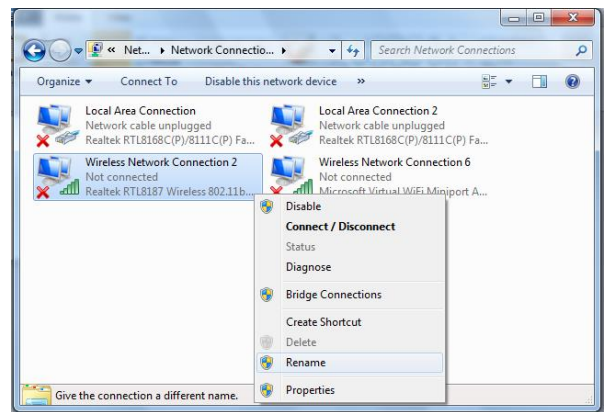 « Net... ▸ Network Connectio... ▸
Search Network Connections
Organize ▾ Connect To Disable this network device »
Local Area Connection
Network cable unplugged
Realtek RTL8168C(P)/8111C(P) Fa...
Local Area Connection 2
Network cable unplugged
Realtek RTL8168C(P)/8111C(P) Fa...
Wireless Network Connection 2
Not connected
Realtek RTL8187 Wireless 802.11b...
Wireless Network Connection 6
Not connected
Microsoft Virtual WiFi Miniport A...
Disable
Connect / Disconnect
Status
Diagnose
Bridge Connections
Create Shortcut
Delete
Rename
Properties
Give the connection a different name.